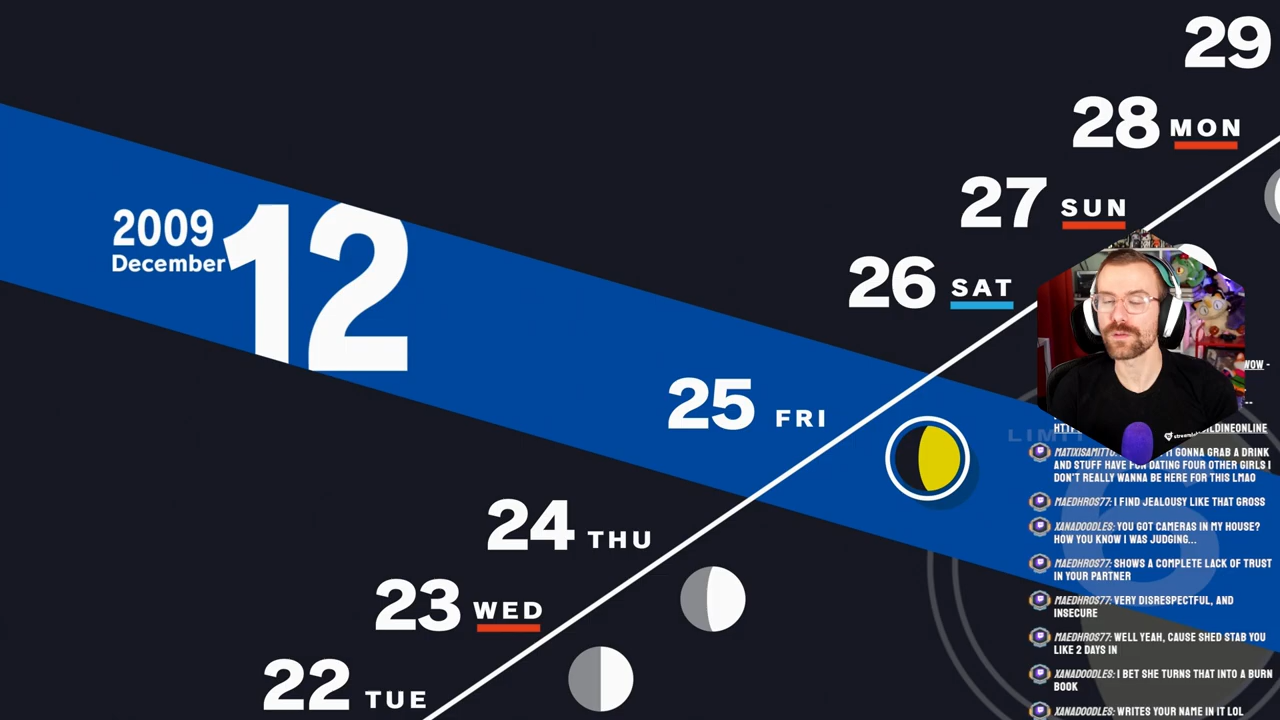 29
28 MON
27 SUN
26 SAT
2009
December
12
25 FRI
24 THU
23 WED
22 TUE
WOW -
--
ILDINEONLINE
LIMIT
GONNA GRAB A DRINK
AND STUFF HAVE FUN DATING FOUR OTHER GIRLS I
DON'T REALLY WANNA BE HERE FOR THIS LMAO
MAEDHROS77: I FIND JEALOUSY LIKE THAT GROSS
XANADOODLES: YOU GOT CAMERAS IN MY HOUSE?
HOW YOU KNOW I WAS JUDGING...
MAEDHROS77: SHOWS A COMPLETE LACK OF TRUST
IN YOUR PARTNER
MAEDHROS77: VERY DISRESPECTFUL, AND
INSECURE
MAEDHROS77: WELL YEAH, CAUSE SHED STAB YOU
LIKE 2 DAYS IN
XANADOODLES: I BET SHE TURNS THAT INTO A BURN
BOOK
XANADOODLES: WRITES YOUR NAME IN IT LOL